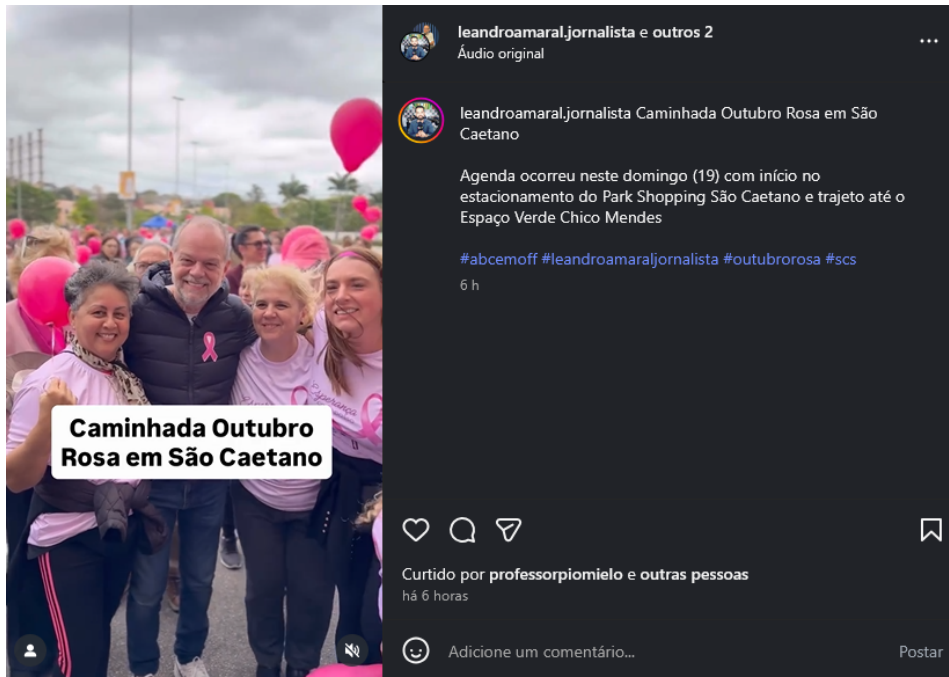 leandroamaral.jornalista e outros 2
Áudio original
leandroamaral.jornalista Caminhada Outubro Rosa em São
Caetano
Agenda ocorreu neste domingo (19) com início no
estacionamento do Park Shopping São Caetano e trajeto até o
Espaço Verde Chico Mendes
#abcemoff #leandroamaraljornalista #outubrorosa #scs
6 h
Esperança
Caminhada Outubro
Rosa em São Caetano
Curtido por professorpiomielo e outras pessoas
há 6 horas
Adicione um comentário...
Postar